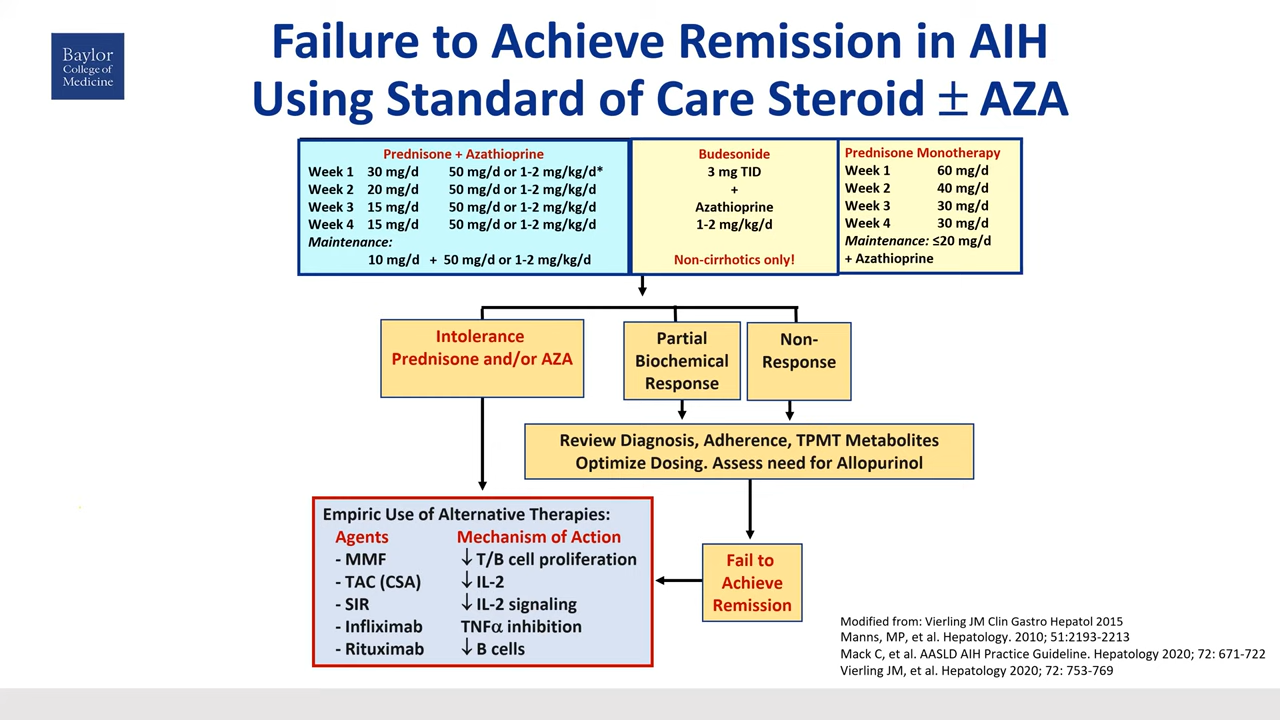 Baylor
College of
Medicine
Failure to Achieve Remission in AIH
Using Standard of Care Steroid ± AZA
Prednisone + Azathioprine
Week 1 30 mg/d 50 mg/d or 1-2 mg/kg/d*
Week 2 20 mg/d 50 mg/d or 1-2 mg/kg/d
Week 3 15 mg/d 50 mg/d or 1-2 mg/kg/d
Week 4 15 mg/d 50 mg/d or 1-2 mg/kg/d
Maintenance:
10 mg/d + 50 mg/d or 1-2 mg/kg/d
Budesonide
3 mg TID
+
Azathioprine
1-2 mg/kg/d
Non-cirrhotics only!
Prednisone Monotherapy
Week 1 60 mg/d
Week 2 40 mg/d
Week 3 30 mg/d
Week 4 30 mg/d
Maintenance: ≤20 mg/d
+ Azathioprine
Intolerance
Prednisone and/or AZA
Partial
Biochemical
Response
Non-
Response
Review Diagnosis, Adherence, TPMT Metabolites
Optimize Dosing. Assess need for Allopurinol
Empiric Use of Alternative Therapies:
Agents Mechanism of Action
- MMF ↓ T/B cell proliferation
- TAC (CSA) ↓ IL-2
- SIR ↓ IL-2 signaling
- Infliximab TNFα inhibition
- Rituximab ↓ B cells
Fail to
Achieve
Remission
Modified from: Vierling JM Clin Gastro Hepatol 2015
Manns, MP, et al. Hepatology. 2010; 51:2193-2213
Mack C, et al. AASLD AIH Practice Guideline. Hepatology 2020; 72: 671-722
Vierling JM, et al. Hepatology 2020; 72: 753-769